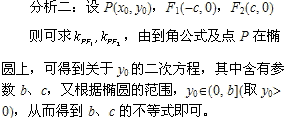 分析二：设 P(x₀, y₀), F₁(-c, 0), F₂(c, 0)
则可求 k_{PF₁}, k_{PF₂}，由到角公式及点 P 在椭
圆上，可得到关于 y₀的二次方程，其中含有参
数 b、c，又根据椭圆的范围，y₀∈(0, b](取 y₀>
0)，从而得到 b、c 的不等式即可。